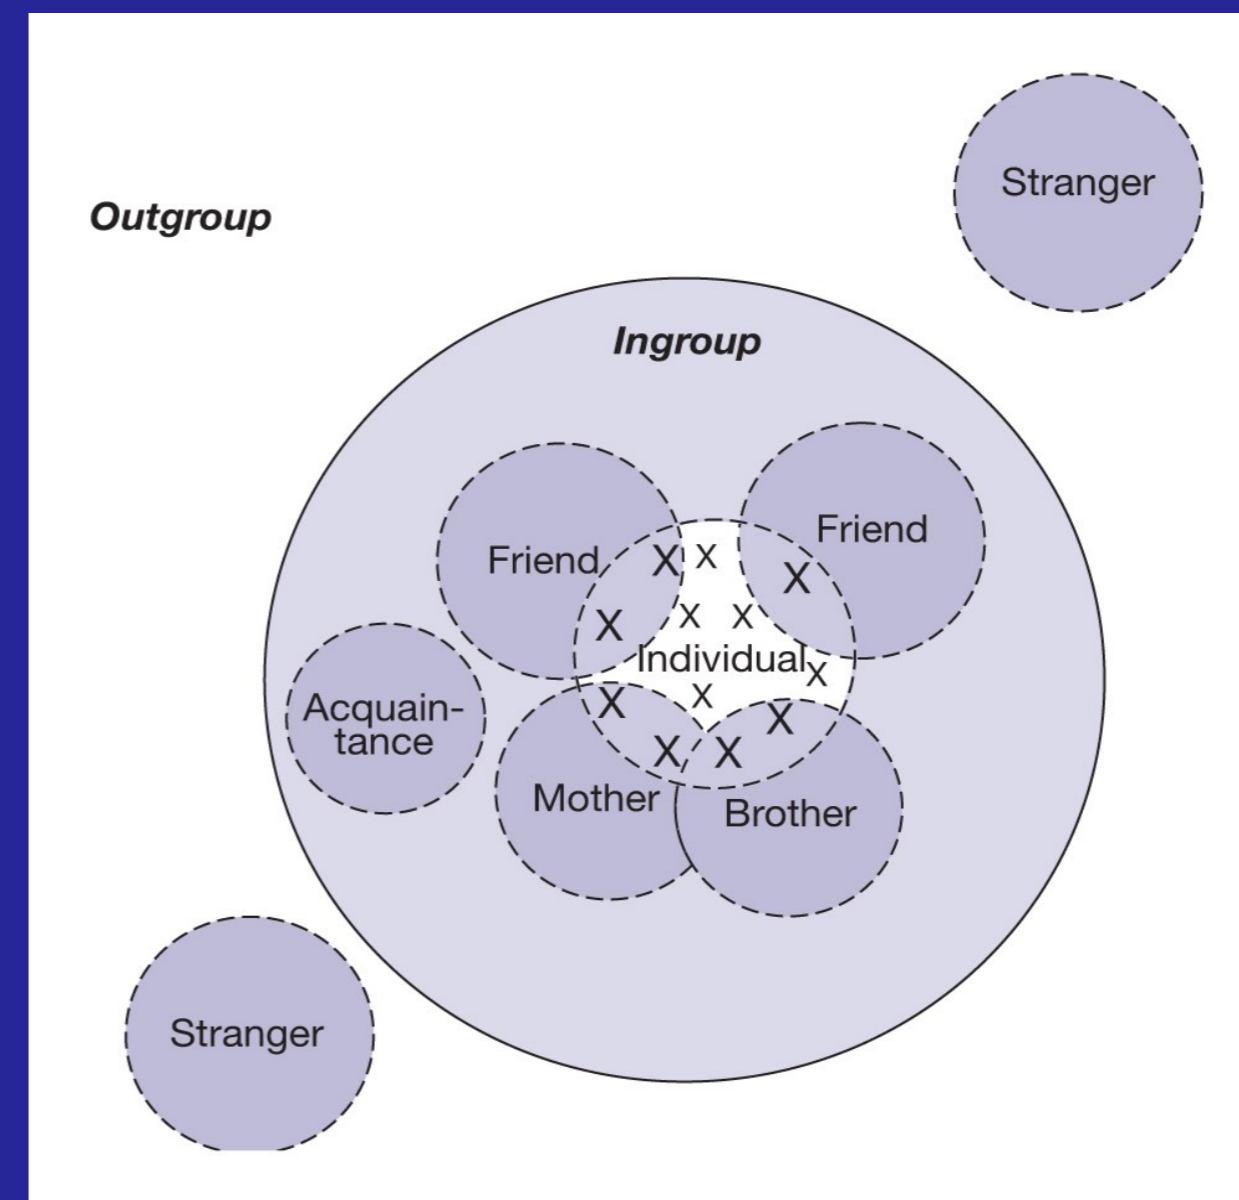 Stranger
Outgroup
Ingroup
Friend
Friend
X
X
X
X
X
X
X
Individual
X
X
X
X
X
X
Acquain-
tance
Mother
Brother
Stranger